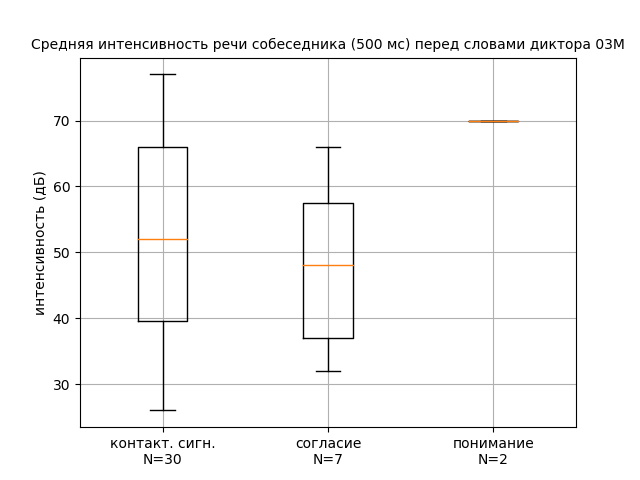 Средняя интенсивность речи собеседника (500 мс) перед словами диктора 03М
интенсивность (дБ)
70
60
50
40
30
контакт. сигн.
N=30
согласие
N=7
понимание
N=2